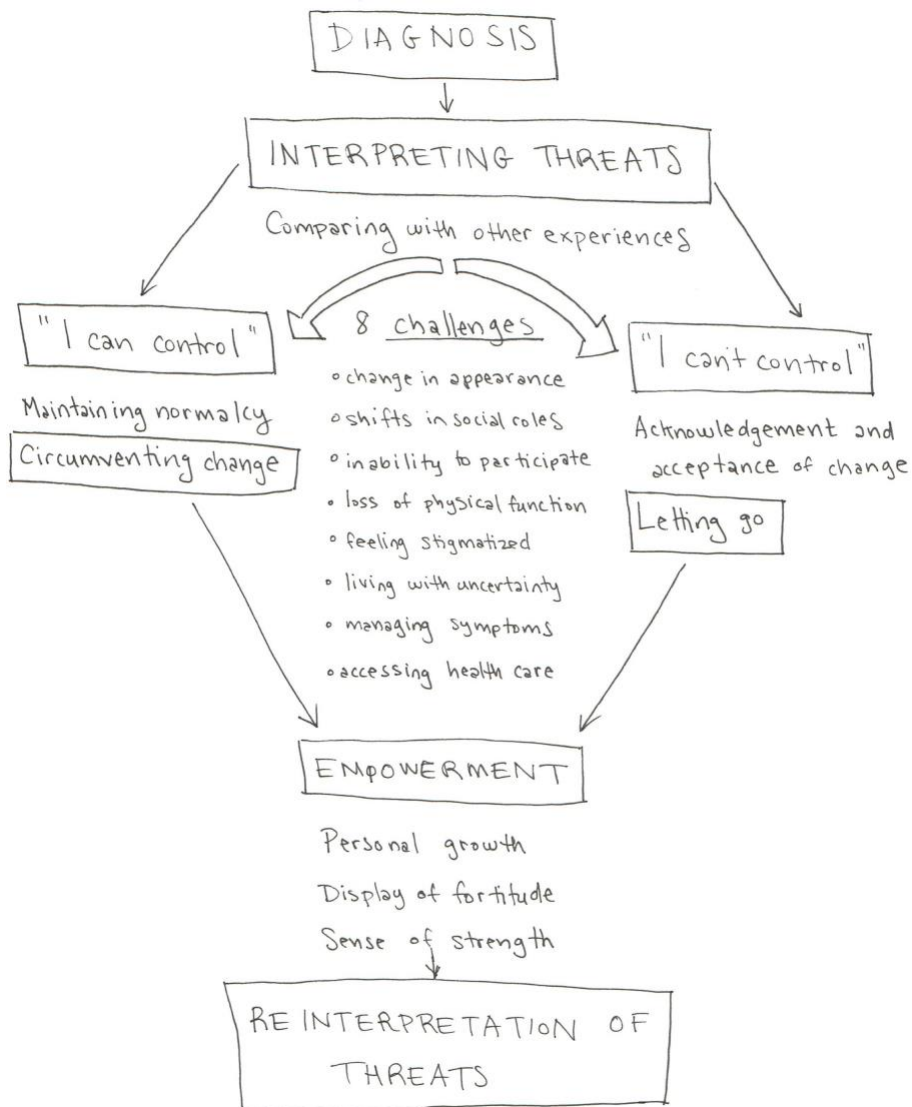 DIAGNOSIS
INTERPRETING THREATS
Comparing with other experiences
"I can control"
Maintaining normalcy
Circumventing change
8 challenges
• change in appearance
• shifts in social roles
• inability to participate
• loss of physical function
• feeling stigmatized
• living with uncertainty
• managing symptoms
• accessing health care
"I can't control"
Acknowledgement and
acceptance of change
Letting go
EMPOWERMENT
Personal growth
Display of fortitude
Sense of strength
REINTERPRETATION OF
THREATS